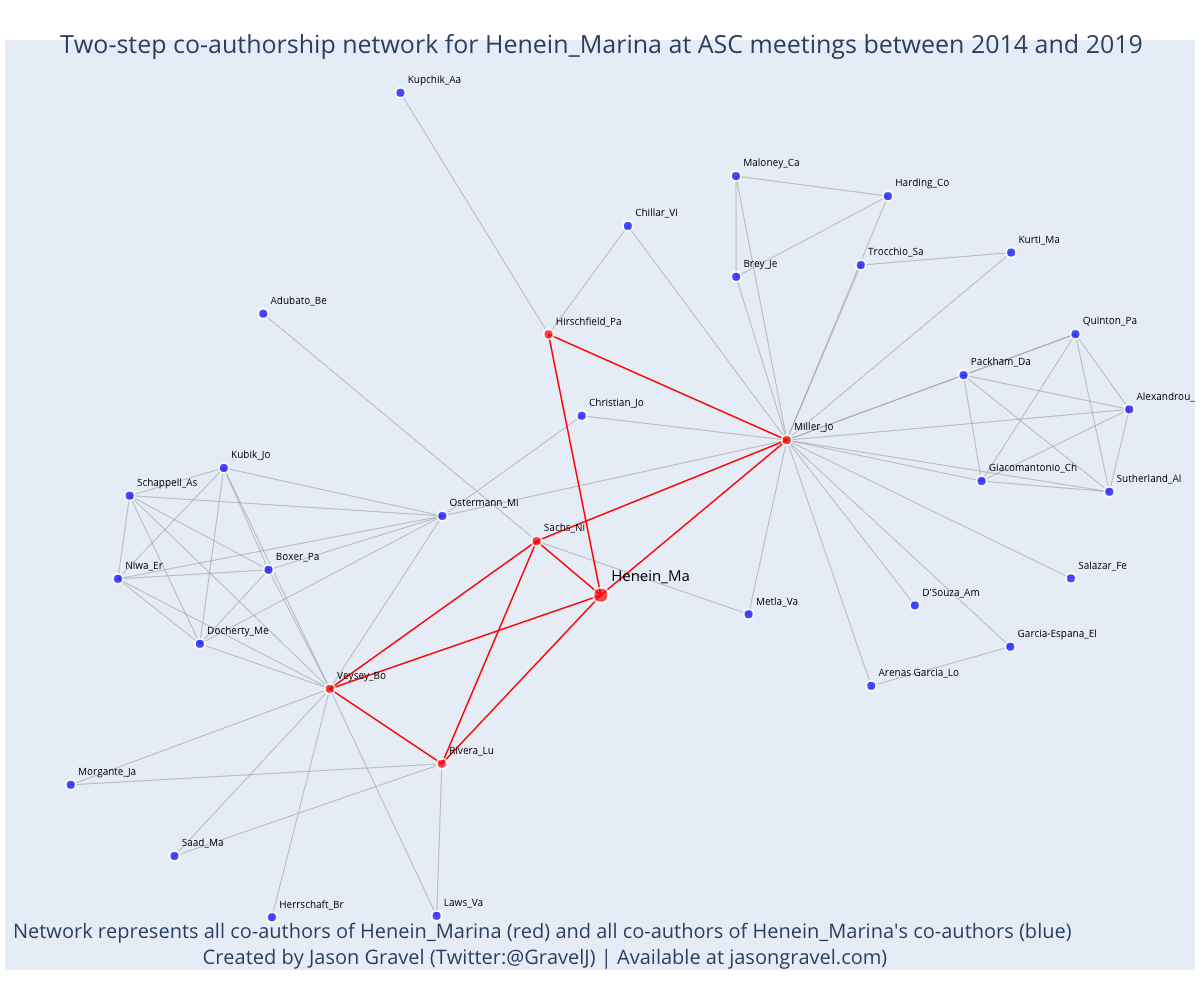 Two-step co-authorship network for Henein_Marina at ASC meetings between 2014 and 2019
Kupchik_Aa
Maloney_Ca
Harding_Co
Chillar_Vi
Kurti_Ma
Trocchio_Sa
Brey_Je
Adubato_Be
Hirschfield_Pa
Quinton_Pa
Packham_Da
Alexandrou_
Christian_Jo
Miller_Jo
Kubik_Jo
Giacomantonio_Ch
Schappell_As
Sutherland_Al
Ostermann_Mi
Sachs_Ni
Boxer_Pa
Niwa_Er
Salazar_Fe
Henein_Ma
D'Souza_Am
Metla_Va
Docherty_Me
Garcia-Espana_El
Arenas Garcia_Lo
Veysey_Bo
Rivera_Lu
Morgante_Ja
Saad_Ma
Herrschaft_Br
Laws_Va
Network represents all co-authors of Henein_Marina (red) and all co-authors of Henein_Marina's co-authors (blue)
Created by Jason Gravel (Twitter:@GravelJ) | Available at jasongravel.com)